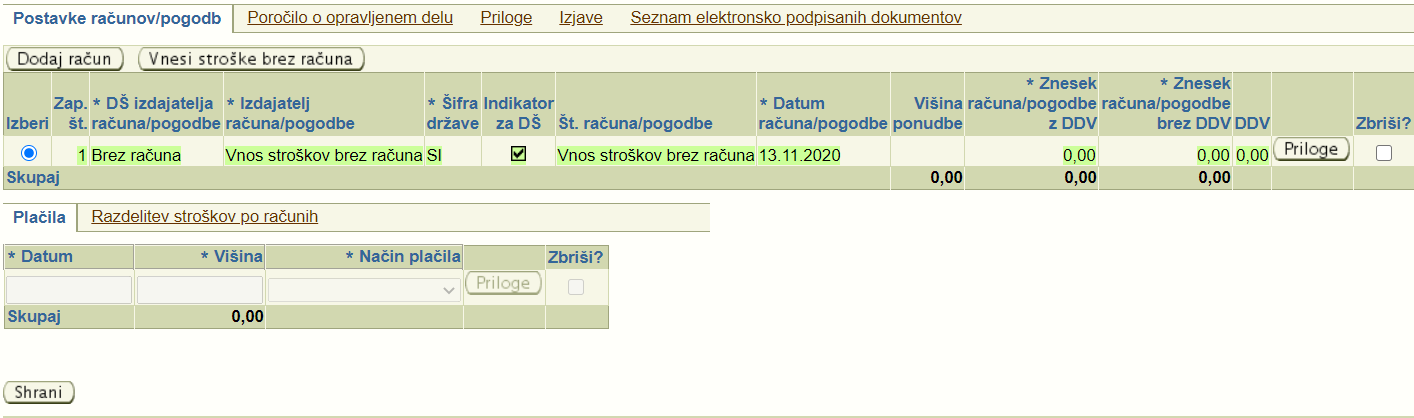 Postavke računov/pogodb Poročilo o opravljenem delu Priloge Izjave Seznam elektronsko podpisanih dokumentov
Dodaj račun Vnesi stroške brez računa
Izberi Zap. št. * DŠ izdajatelja računa/pogodbe * Izdajatelj računa/pogodbe * Šifra države Indikator za DŠ Št. računa/pogodbe * Datum računa/pogodbe Višina ponudbe * Znesek računa/pogodbe z DDV * Znesek računa/pogodbe brez DDV DDV Zbriši?
1 Brez računa Vnos stroškov brez računa SI Vnos stroškov brez računa 13.11.2020 0,00 0,00 0,00 Priloge
Skupaj 0,00 0,00 0,00
Plačila Razdelitev stroškov po računih
* Datum * Višina * Način plačila Zbriši?
Priloge
Skupaj 0,00
Shrani